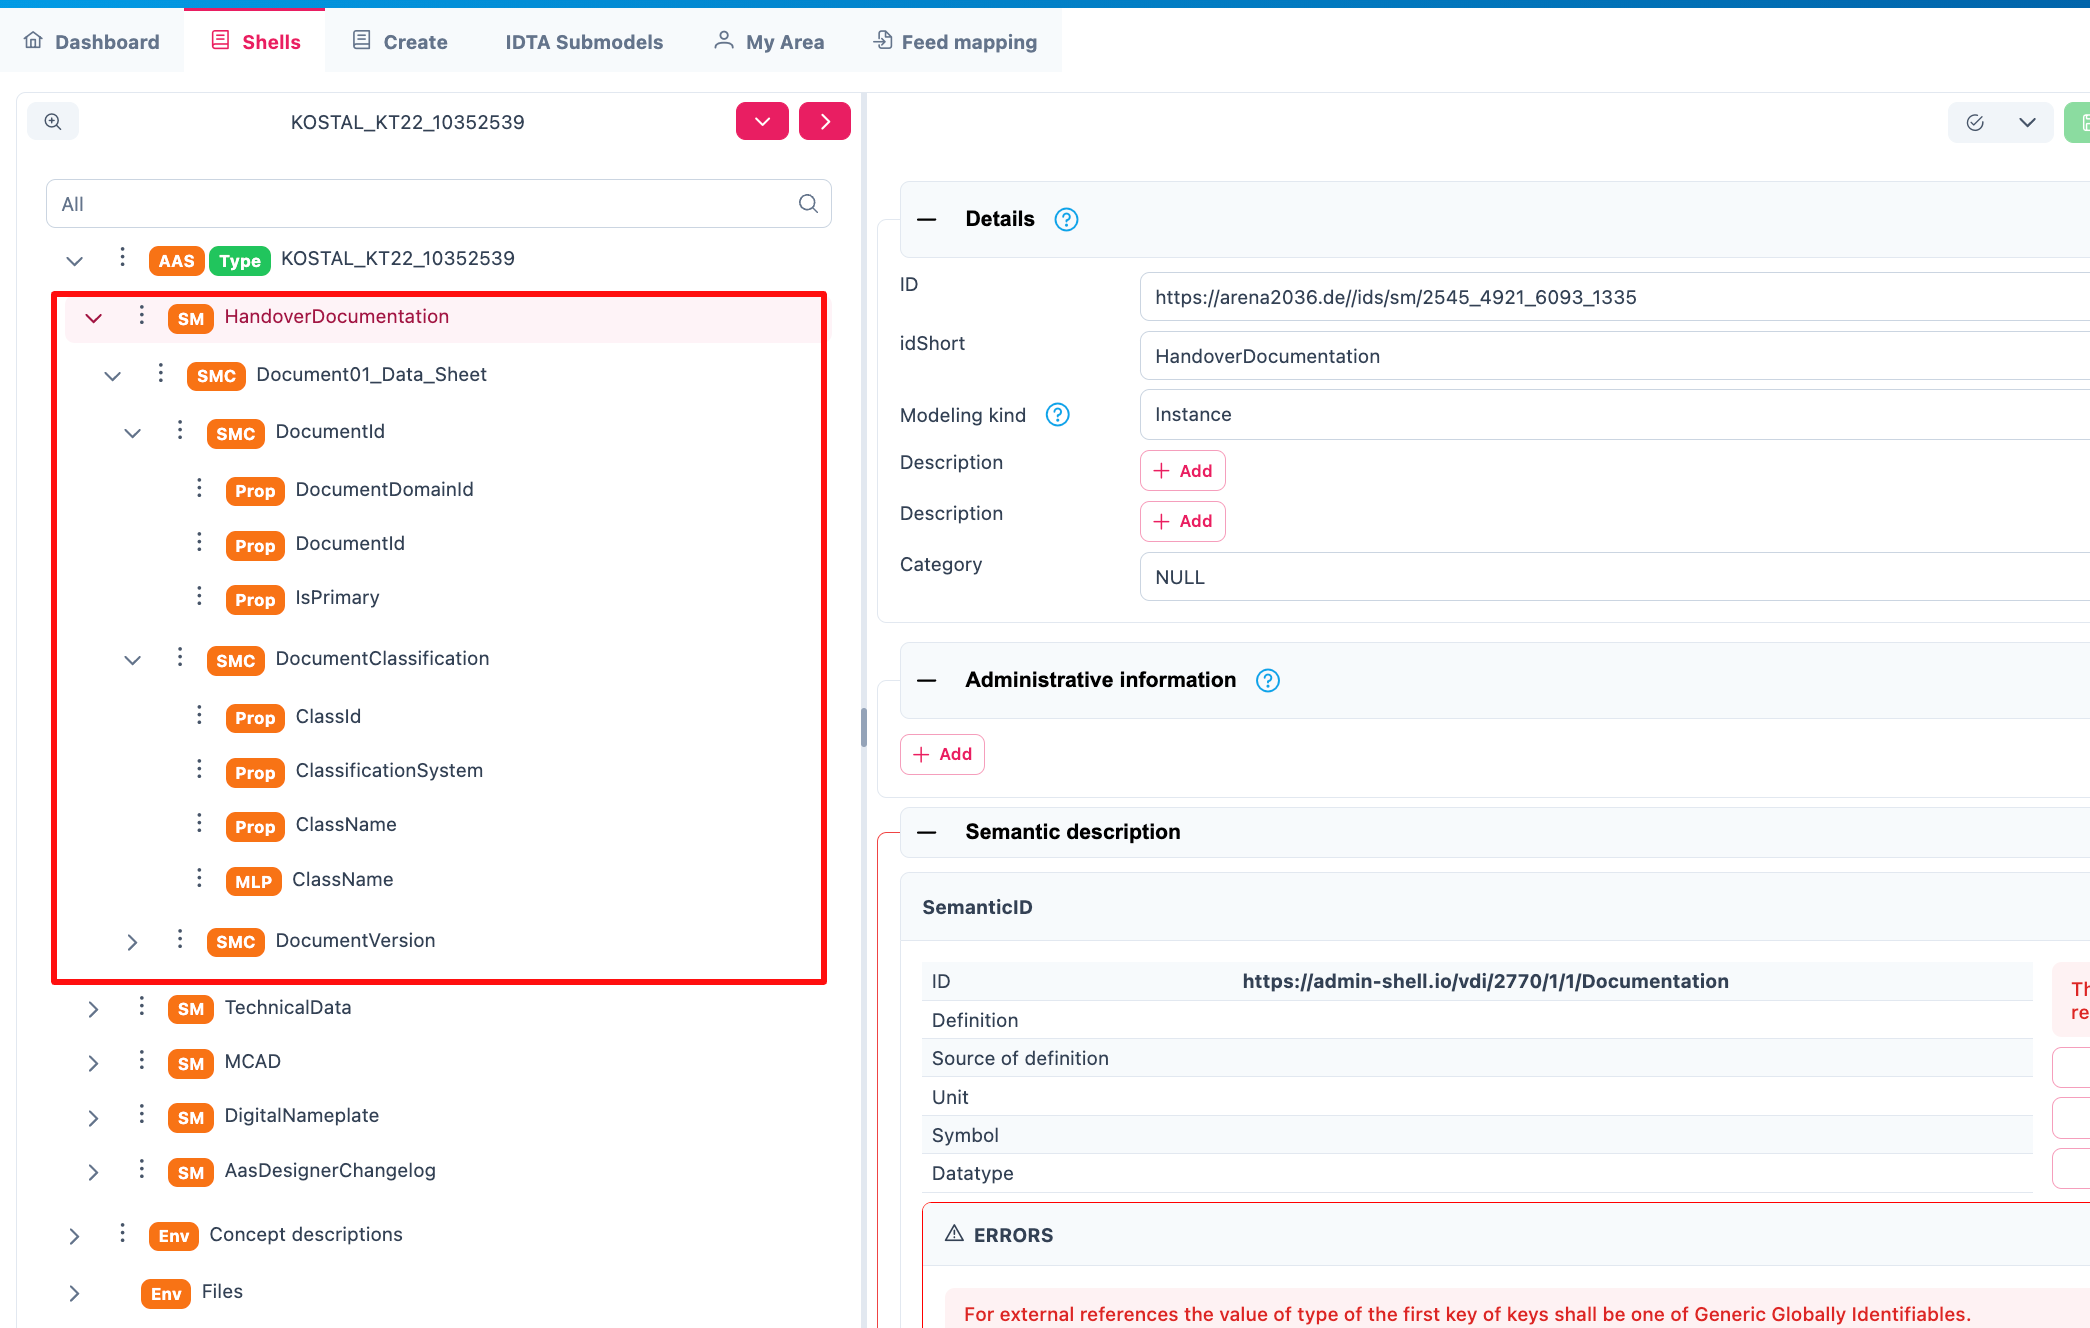 Dashboard
Shells
Create
IDTA Submodels
My Area
Feed mapping
KOSTAL_KT22_10352539
All
AAS Type KOSTAL_KT22_10352539
SM HandoverDocumentation
SMC Document01_Data_Sheet
SMC DocumentId
Prop DocumentDomainId
Prop DocumentId
Prop IsPrimary
SMC DocumentClassification
Prop ClassId
Prop ClassificationSystem
Prop ClassName
MLP ClassName
SMC DocumentVersion
SM TechnicalData
SM MCAD
SM DigitalNameplate
SM AasDesignerChangelog
Env Concept descriptions
Env Files
Details
ID
https://arena2036.de//ids/sm/2545_4921_6093_1335
idShort
HandoverDocumentation
Modeling kind
Instance
Description
Add
Description
Add
Category
NULL
Administrative information
Add
Semantic description
SemanticID
ID https://admin-shell.io/vdi/2770/1/1/Documentation
Definition
Source of definition
Unit
Symbol
Datatype
ERRORS
For external references the value of type of the first key of keys shall be one of Generic Globally Identifiables.